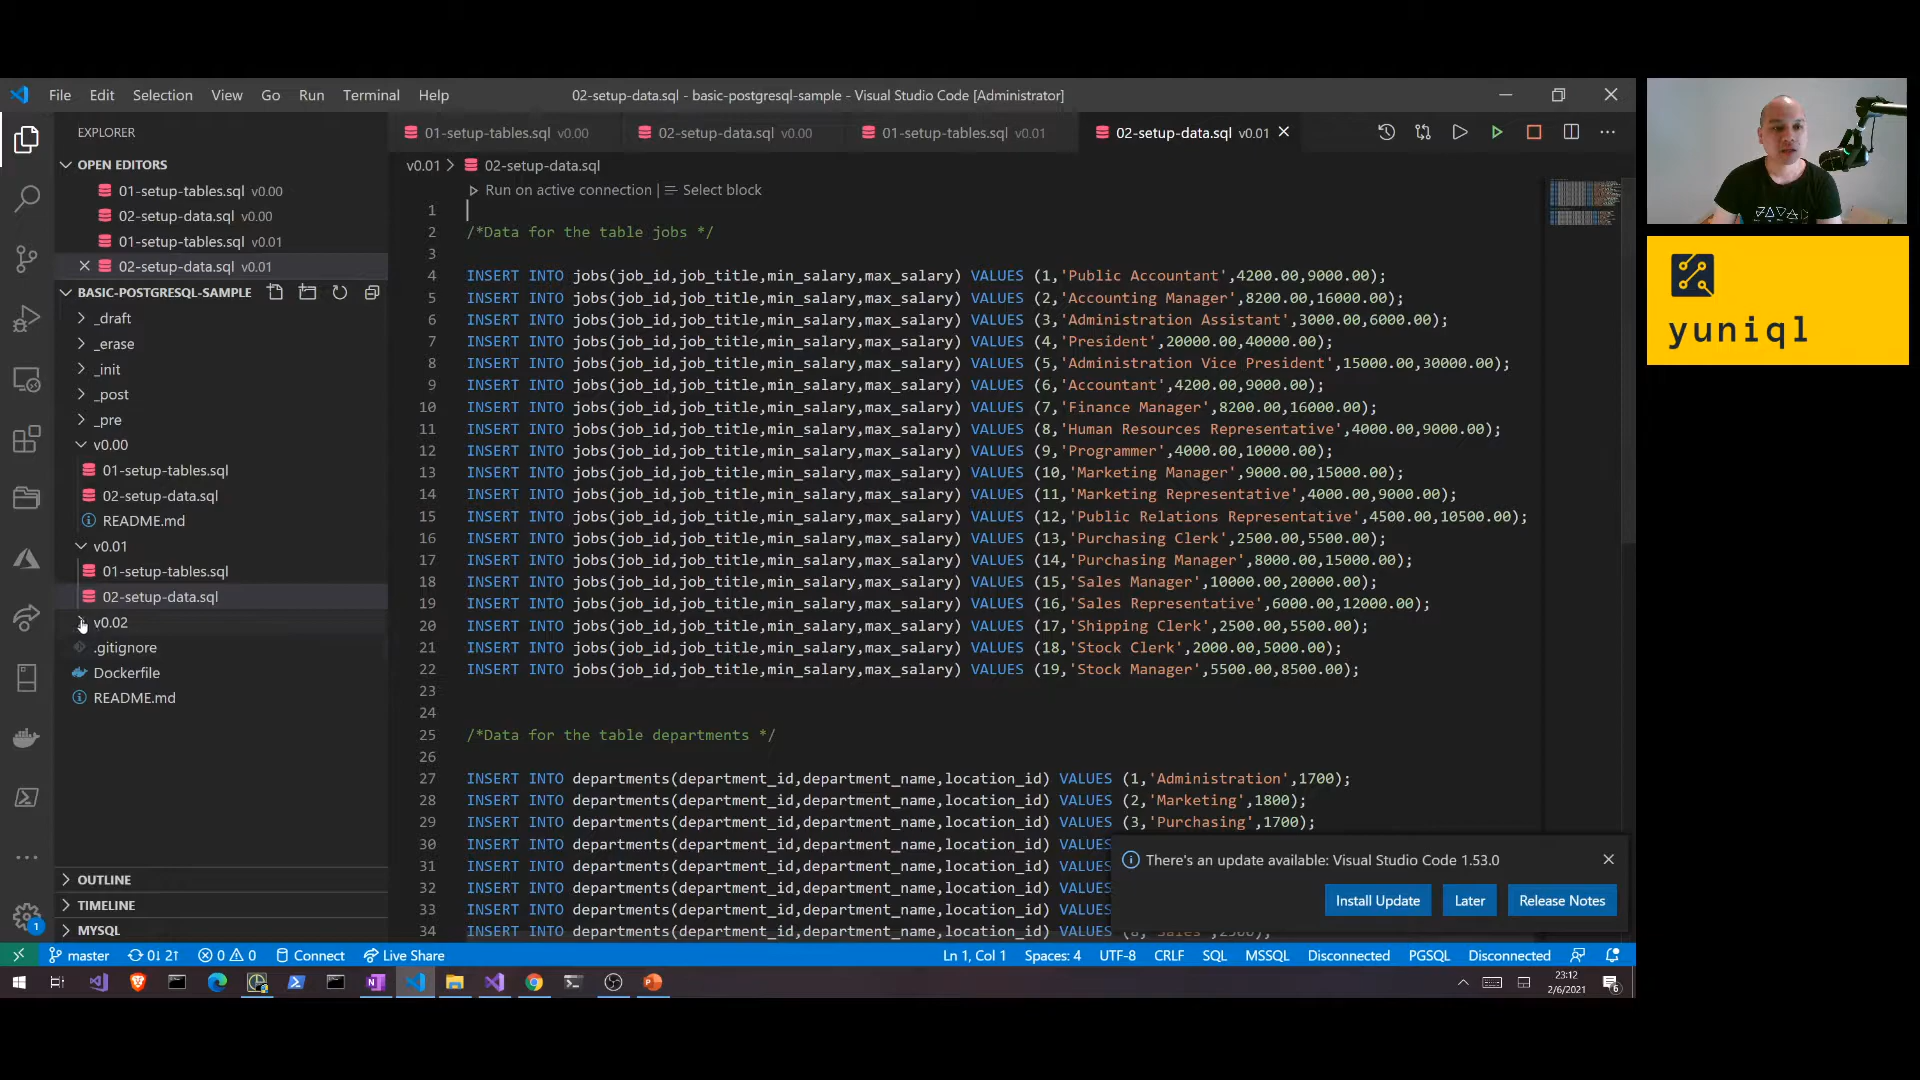 File Edit Selection View Go Run Terminal Help
02-setup-data.sql - basic-postgresql-sample - Visual Studio Code [Administrator]
EXPLORER
OPEN EDITORS
01-setup-tables.sql v0.00
02-setup-data.sql v0.00
01-setup-tables.sql v0.01
02-setup-data.sql v0.01
BASIC-POSTGRESQL-SAMPLE
_draft
_erase
_init
_post
_pre
v0.00
01-setup-tables.sql
02-setup-data.sql
README.md
v0.01
01-setup-tables.sql
02-setup-data.sql
v0.02
.gitignore
Dockerfile
README.md
OUTLINE
TIMELINE
MYSQL
01-setup-tables.sql v0.00
02-setup-data.sql v0.00
01-setup-tables.sql v0.01
02-setup-data.sql v0.01
v0.01 > 02-setup-data.sql
Run on active connection | Select block
1
2 /*Data for the table jobs */
3
4 INSERT INTO jobs(job_id,job_title,min_salary,max_salary) VALUES (1,'Public Accountant',4200.00,9000.00);
5 INSERT INTO jobs(job_id,job_title,min_salary,max_salary) VALUES (2,'Accounting Manager',8200.00,16000.00);
6 INSERT INTO jobs(job_id,job_title,min_salary,max_salary) VALUES (3,'Administration Assistant',3000.00,6000.00);
7 INSERT INTO jobs(job_id,job_title,min_salary,max_salary) VALUES (4,'President',20000.00,40000.00);
8 INSERT INTO jobs(job_id,job_title,min_salary,max_salary) VALUES (5,'Administration Vice President',15000.00,30000.00);
9 INSERT INTO jobs(job_id,job_title,min_salary,max_salary) VALUES (6,'Accountant',4200.00,9000.00);
10 INSERT INTO jobs(job_id,job_title,min_salary,max_salary) VALUES (7,'Finance Manager',8200.00,16000.00);
11 INSERT INTO jobs(job_id,job_title,min_salary,max_salary) VALUES (8,'Human Resources Representative',4000.00,9000.00);
12 INSERT INTO jobs(job_id,job_title,min_salary,max_salary) VALUES (9,'Programmer',4000.00,10000.00);
13 INSERT INTO jobs(job_id,job_title,min_salary,max_salary) VALUES (10,'Marketing Manager',9000.00,15000.00);
14 INSERT INTO jobs(job_id,job_title,min_salary,max_salary) VALUES (11,'Marketing Representative',4000.00,9000.00);
15 INSERT INTO jobs(job_id,job_title,min_salary,max_salary) VALUES (12,'Public Relations Representative',4500.00,10500.00);
16 INSERT INTO jobs(job_id,job_title,min_salary,max_salary) VALUES (13,'Purchasing Clerk',2500.00,5500.00);
17 INSERT INTO jobs(job_id,job_title,min_salary,max_salary) VALUES (14,'Purchasing Manager',8000.00,15000.00);
18 INSERT INTO jobs(job_id,job_title,min_salary,max_salary) VALUES (15,'Sales Manager',10000.00,20000.00);
19 INSERT INTO jobs(job_id,job_title,min_salary,max_salary) VALUES (16,'Sales Representative',6000.00,12000.00);
20 INSERT INTO jobs(job_id,job_title,min_salary,max_salary) VALUES (17,'Shipping Clerk',2500.00,5500.00);
21 INSERT INTO jobs(job_id,job_title,min_salary,max_salary) VALUES (18,'Stock Clerk',2000.00,5000.00);
22 INSERT INTO jobs(job_id,job_title,min_salary,max_salary) VALUES (19,'Stock Manager',5500.00,8500.00);
23
24
25 /*Data for the table departments */
26
27 INSERT INTO departments(department_id,department_name,location_id) VALUES (1,'Administration',1700);
28 INSERT INTO departments(department_id,department_name,location_id) VALUES (2,'Marketing',1800);
29 INSERT INTO departments(department_id,department_name,location_id) VALUES (3,'Purchasing',1700);
30 INSERT INTO departments(department_id,department_name,location_id) VALUES
31 INSERT INTO departments(department_id,department_name,location_id) VALUES
32 INSERT INTO departments(department_id,department_name,location_id) VALUES
33 INSERT INTO departments(department_id,department_name,location_id) VALUES
34 INSERT INTO departments(department_id,department_name,location_id) VALUES
There's an update available: Visual Studio Code 1.53.0
Install Update Later Release Notes
master 0↓ 2↑ 0 0 Connect Live Share
Ln 1, Col 1 Spaces: 4 UTF-8 CRLF SQL MSSQL Disconnected PGSQL Disconnected
23:12
2/6/2021
yuniql